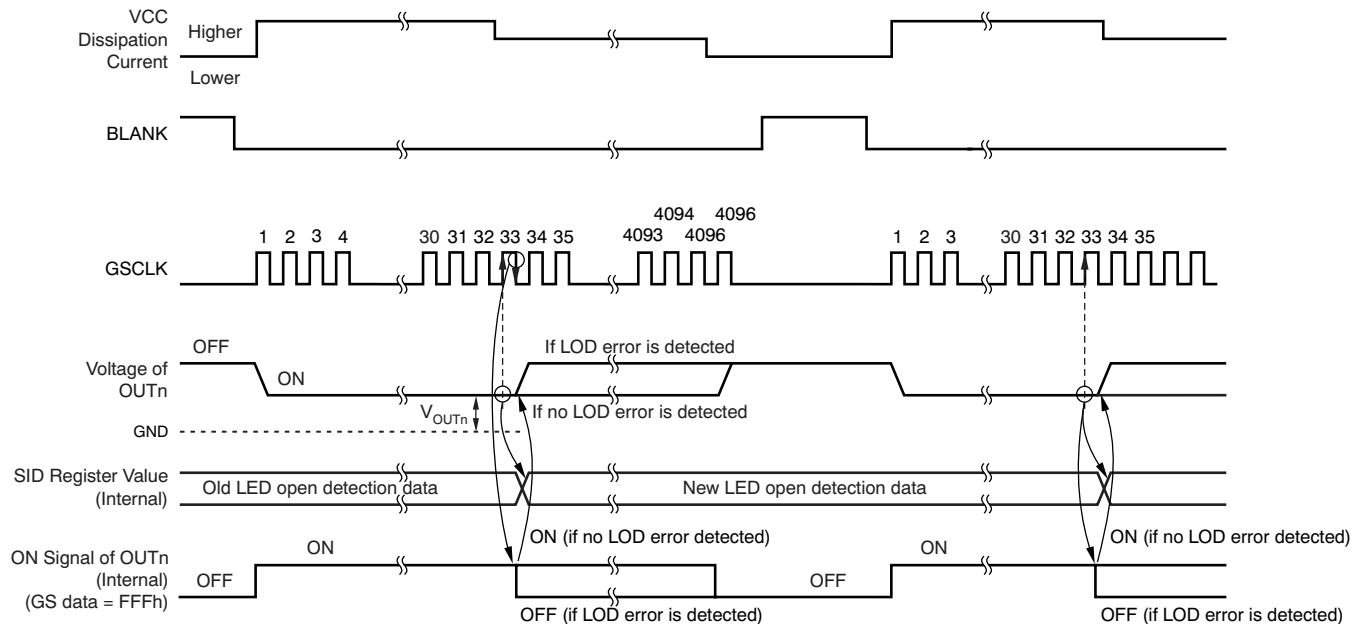 VCC
Dissipation
Current
Higher
Lower
BLANK
4094 4096
1 2 3 4 30 31 32 33 34 35 4093 4096 1 2 3 30 31 32 33 34 35
GSCLK
OFF
If LOD error is detected
Voltage of
OUTn
ON
VOUTn
If no LOD error is detected
GND
SID Register Value
(Internal)
Old LED open detection data
New LED open detection data
ON (if no LOD error detected)
ON (if no LOD error detected)
ON Signal of OUTn
(Internal)
(GS data = FFFh)
OFF
ON
OFF
ON
OFF (if LOD error is detected)
OFF (if LOD error is detected)